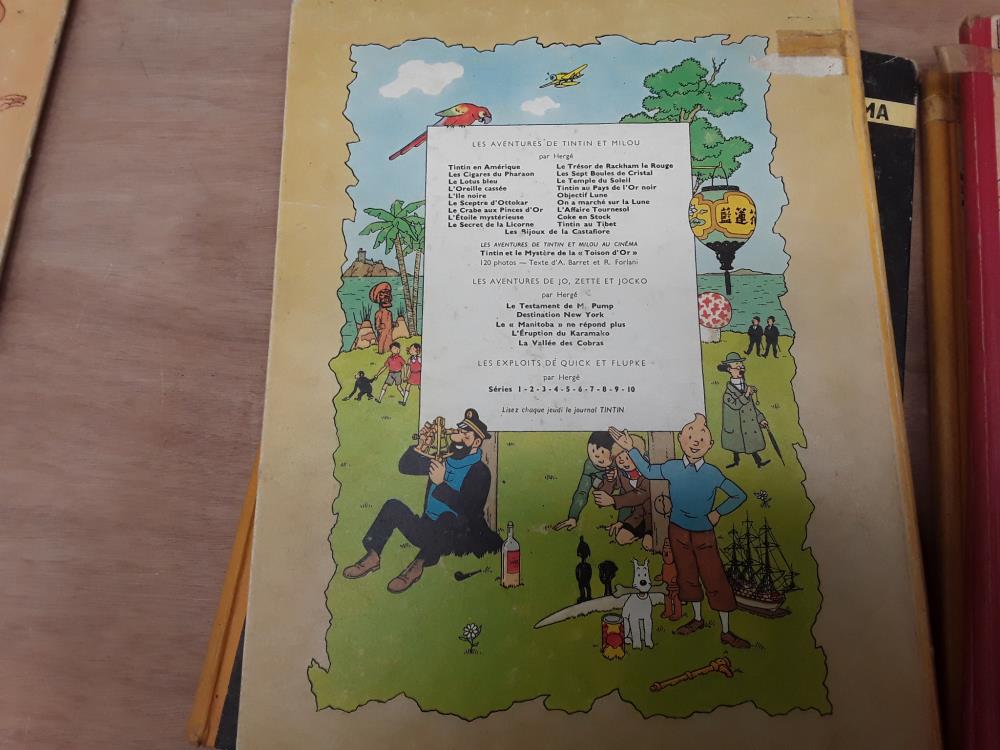 LES AVENTURES DE TINTIN ET MILOU
par Hergé
Tintin en Amérique
Les Cigares du Pharaon
Le Lotus bleu
L'Oreille cassée
L'Ile noire
Le Sceptre d'Ottokar
Le Crabe aux Pinces d'Or
L'Étoile mystérieuse
Le Secret de la Licorne
Le Trésor de Rackham le Rouge
Les Sept Boules de Cristal
Le Temple du Soleil
Tintin au Pays de l'Or noir
Objectif Lune
On a marché sur la Lune
L'Affaire Tournesol
Coke en Stock
Tintin au Tibet
Les Bijoux de la Castafiore
LES AVENTURES DE TINTIN ET MILOU AU CINÉMA
Tintin et le Mystère de la « Toison d'Or »
120 photos — Texte d'A. Barret et R. Forlani
LES AVENTURES DE JO, ZETTE ET JOCKO
par Hergé
Le Testament de M. Pump
Destination New York
Le « Manitoba » ne répond plus
L'Éruption du Karamako
La Vallée des Cobras
LES EXPLOITS DE QUICK ET FLUPKE
par Hergé
Séries 1 - 2 - 3 - 4 - 5 - 6 - 7 - 8 - 9 - 10
Lisez chaque jeudi le journal TINTIN
藍蓮
MA